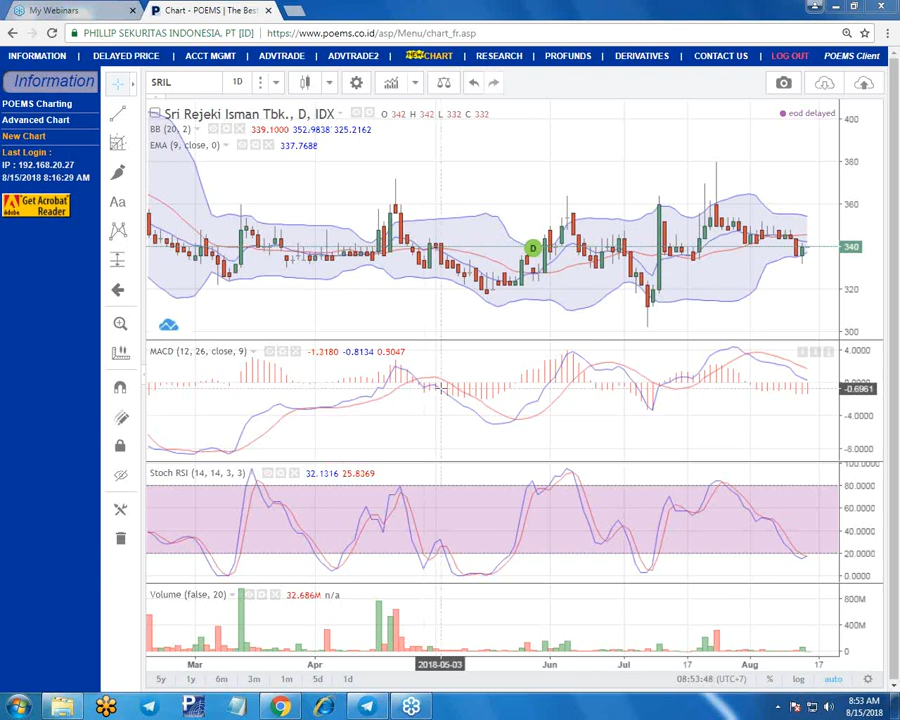 My Webinars
Chart - POEMS | The Best
PHILLIP SEKURITAS INDONESIA, PT [ID]
https://www.poems.co.id/asp/Menu/chart_fr.asp
INFORMATION DELAYED PRICE ACCT MGMT ADVTRADE ADVTRADE2 NEW CHART RESEARCH PROFUNDS DERIVATIVES CONTACT US LOG OUT POEMS Client
Information
POEMS Charting
Advanced Chart
New Chart
Last Login :
IP : 192.168.20.27
8/15/2018 8:16:29 AM
Get Acrobat
Reader
Adobe
SRIL 1D
Sri Rejeki Isman Tbk., D, IDX O 342 H 342 L 332 C 332
eod delayed
BB (20, 2) 339.1000 352.9838 325.2162
EMA (9, close, 0) 337.7688
Aa
D
400
380
360
340
320
300
MACD (12, 26, close, 9) -1.3180 -0.8134 0.5047
4.0000
0.0000
-0.6961
-4.0000
-8.0000
Stoch RSI (14, 14, 3, 3) 32.1316 25.8369
100.0000
80.0000
60.0000
40.0000
20.0000
0.0000
Volume (false, 20) 32.686M n/a
800M
400M
0
Mar Apr 2018-05-03 Jun Jul 17 Aug 17
5y 1y 6m 3m 1m 5d 1d 08:53:48 (UTC+7) % log auto
8:53 AM
8/15/2018